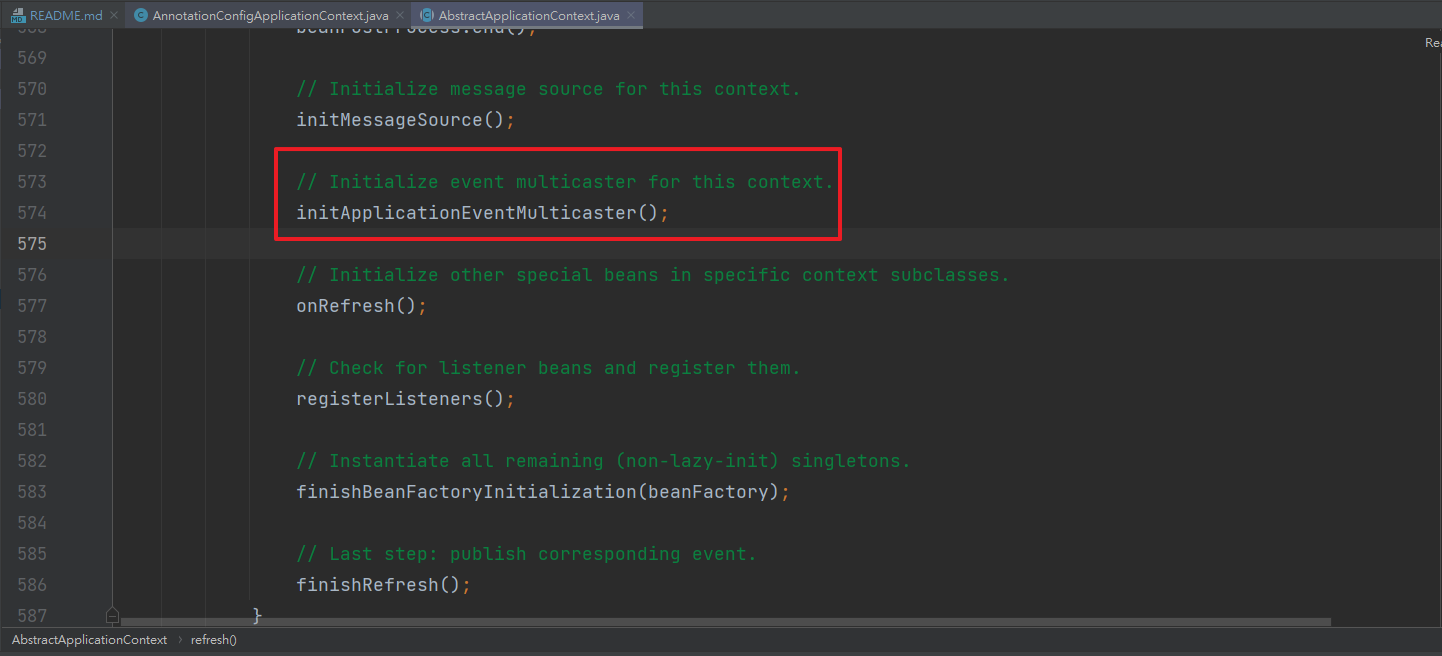 README.md AnnotationConfigApplicationContext.java AbstractApplicationContext.java
569
570 // Initialize message source for this context.
571 initMessageSource();
572
573 // Initialize event multicaster for this context.
574 initApplicationEventMulticaster();
575
576 // Initialize other special beans in specific context subclasses.
577 onRefresh();
578
579 // Check for listener beans and register them.
580 registerListeners();
581
582 // Instantiate all remaining (non-lazy-init) singletons.
583 finishBeanFactoryInitialization(beanFactory);
584
585 // Last step: publish corresponding event.
586 finishRefresh();
587 }
AbstractApplicationContext > refresh()